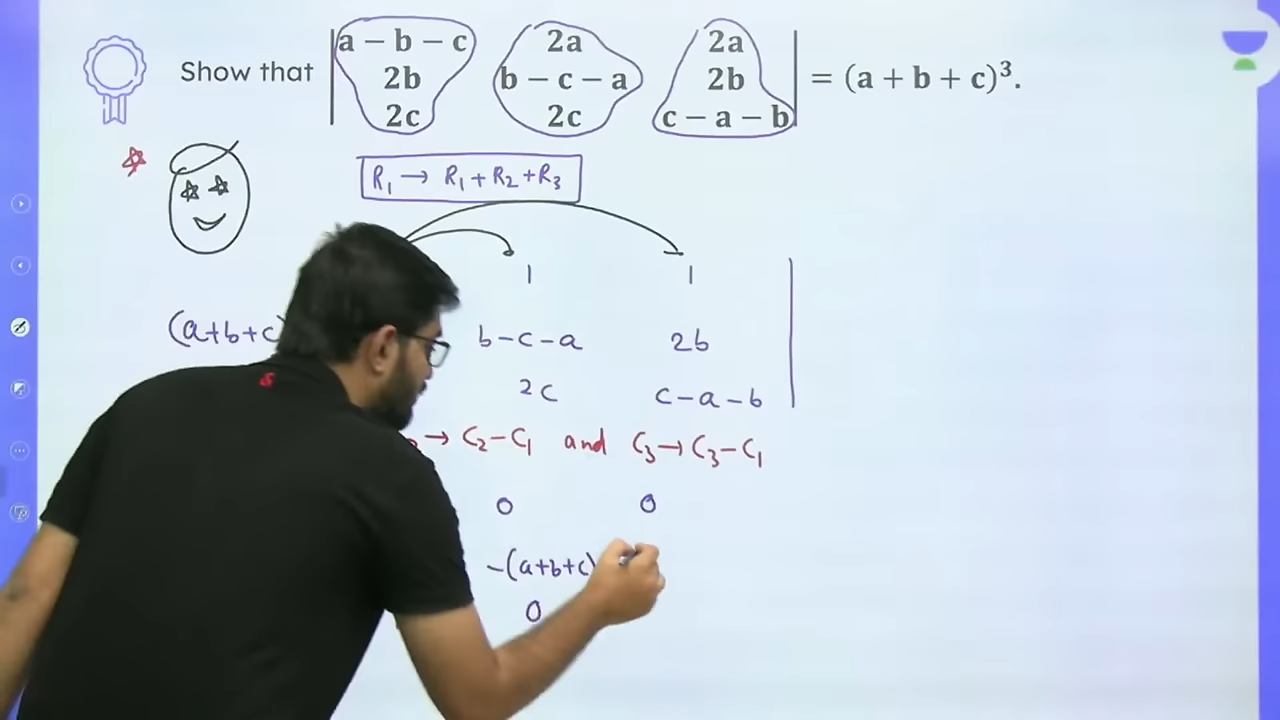 Show that
a − b − c 2a 2a
2b b − c − a 2b = (a + b + c)³.
2c 2c c − a − b
R₁ → R₁ + R₂ + R₃
1 1
(a+b+c) b−c−a 2b
2c c−a−b
→ C₂−C₁ and C₃→C₃−C₁
0 0
−(a+b+c)
0